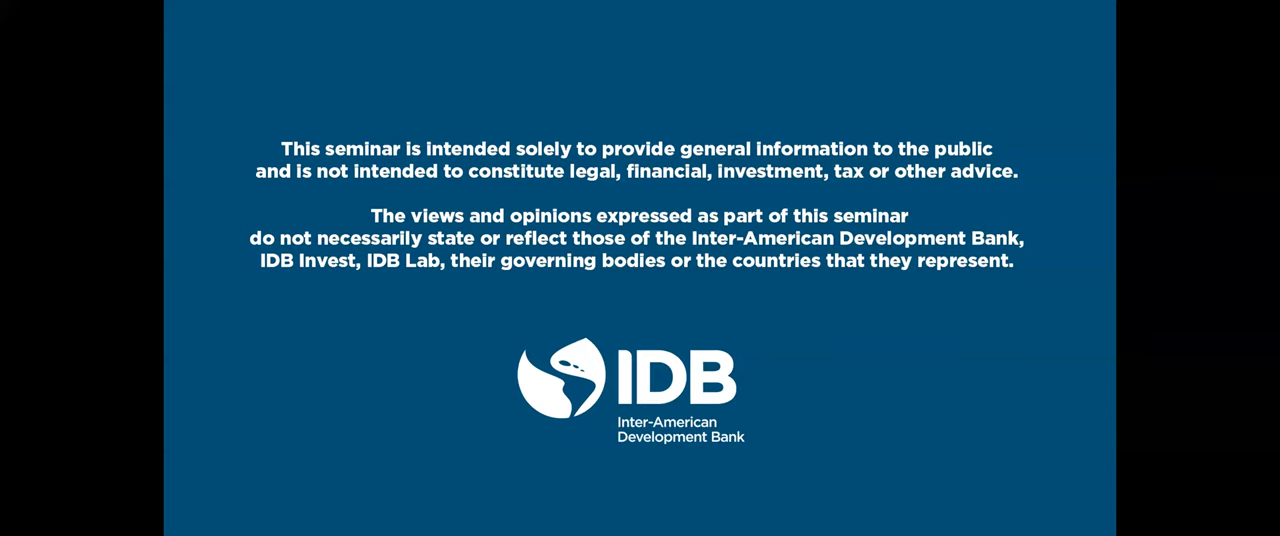 This seminar is intended solely to provide general information to the public
and is not intended to constitute legal, financial, investment, tax or other advice.
The views and opinions expressed as part of this seminar
do not necessarily state or reflect those of the Inter-American Development Bank,
IDB Invest, IDB Lab, their governing bodies or the countries that they represent.
IDB
Inter-American
Development Bank